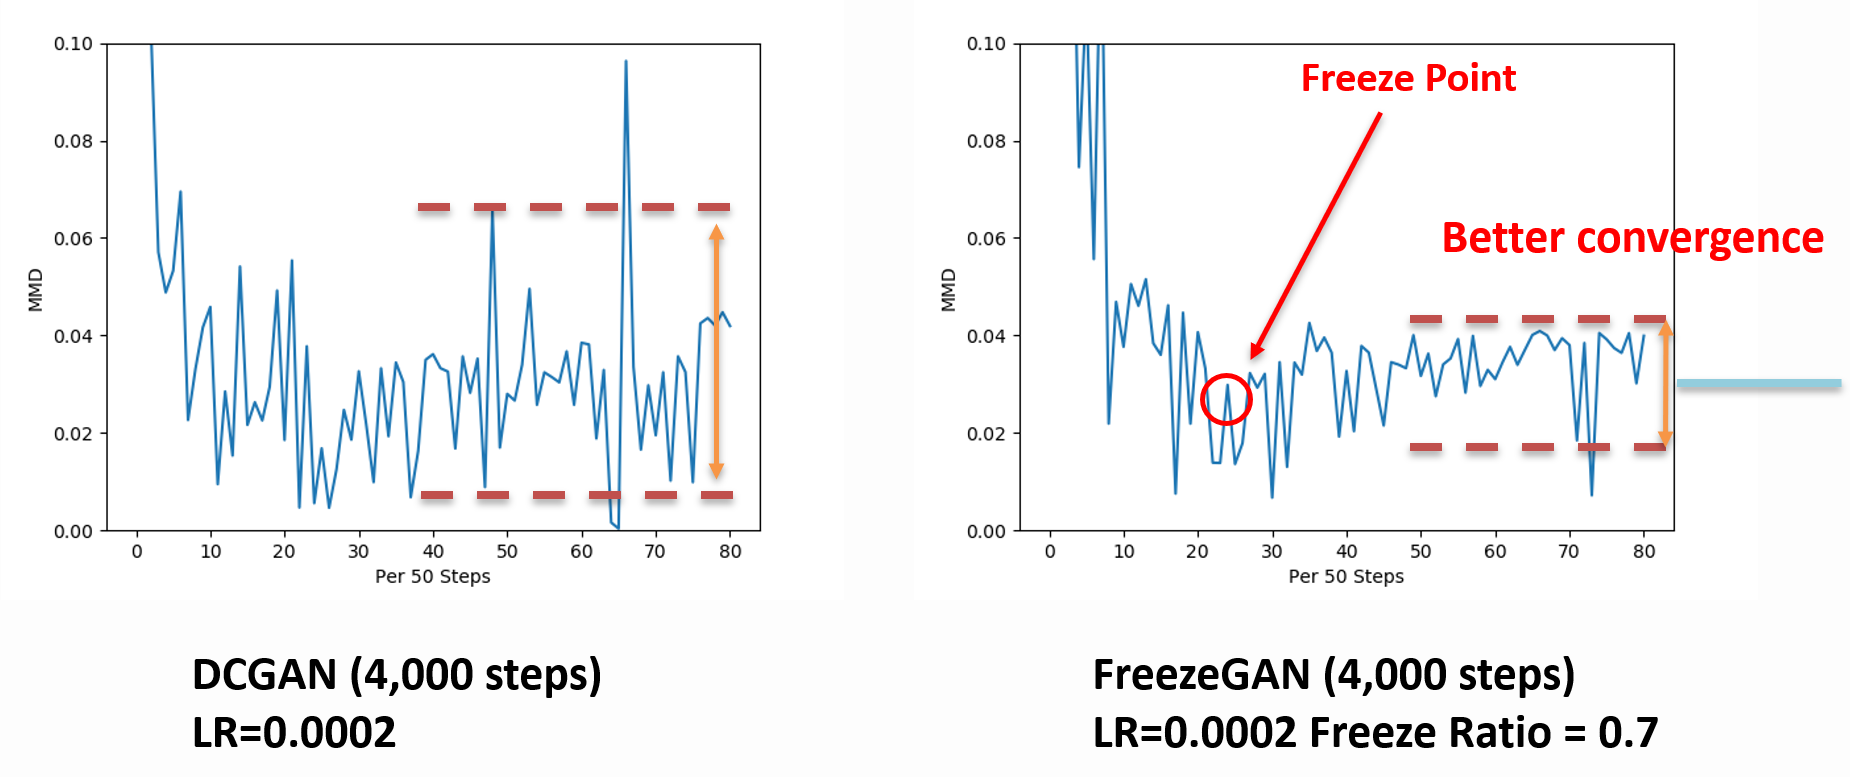 0.10
0.08
0.06
0.04
0.02
0.00
MMD
0 10 20 30 40 50 60 70 80
Per 50 Steps
DCGAN (4,000 steps)
LR=0.0002
0.10
0.08
0.06
0.04
0.02
0.00
MMD
Freeze Point
Better convergence
0 10 20 30 40 50 60 70 80
Per 50 Steps
FreezeGAN (4,000 steps)
LR=0.0002 Freeze Ratio = 0.7